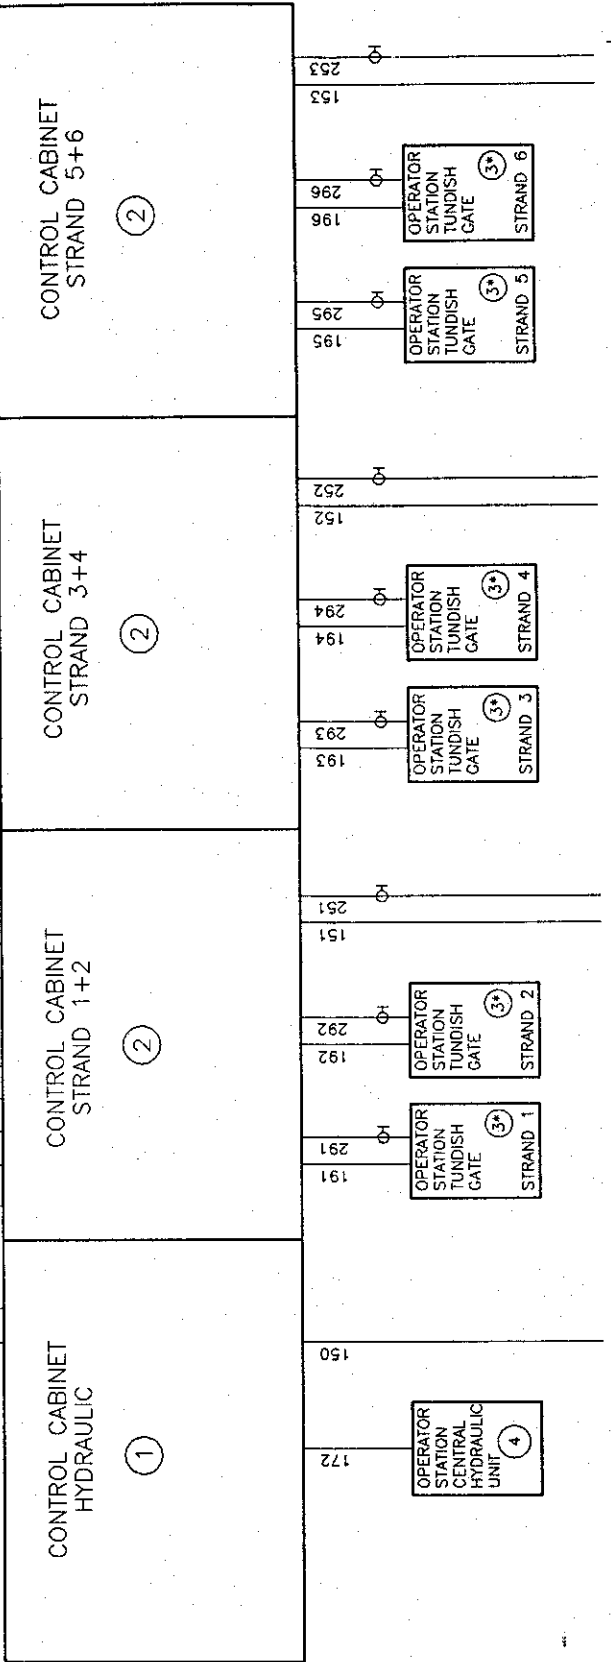 CONTROL CABINET
HYDRAULIC
1
172
150
OPERATOR
STATION
CENTRAL
HYDRAULIC
UNIT
4
CONTROL CABINET
STRAND 1+2
2
191
291
192
292
151
251
OPERATOR
STATION
TUNDISH
GATE
3*
STRAND 1
OPERATOR
STATION
TUNDISH
GATE
3*
STRAND 2
CONTROL CABINET
STRAND 3+4
2
193
293
194
294
152
252
OPERATOR
STATION
TUNDISH
GATE
3*
STRAND 3
OPERATOR
STATION
TUNDISH
GATE
3*
STRAND 4
CONTROL CABINET
STRAND 5+6
2
195
295
196
296
153
253
OPERATOR
STATION
TUNDISH
GATE
3*
STRAND 5
OPERATOR
STATION
TUNDISH
GATE
3*
STRAND 6